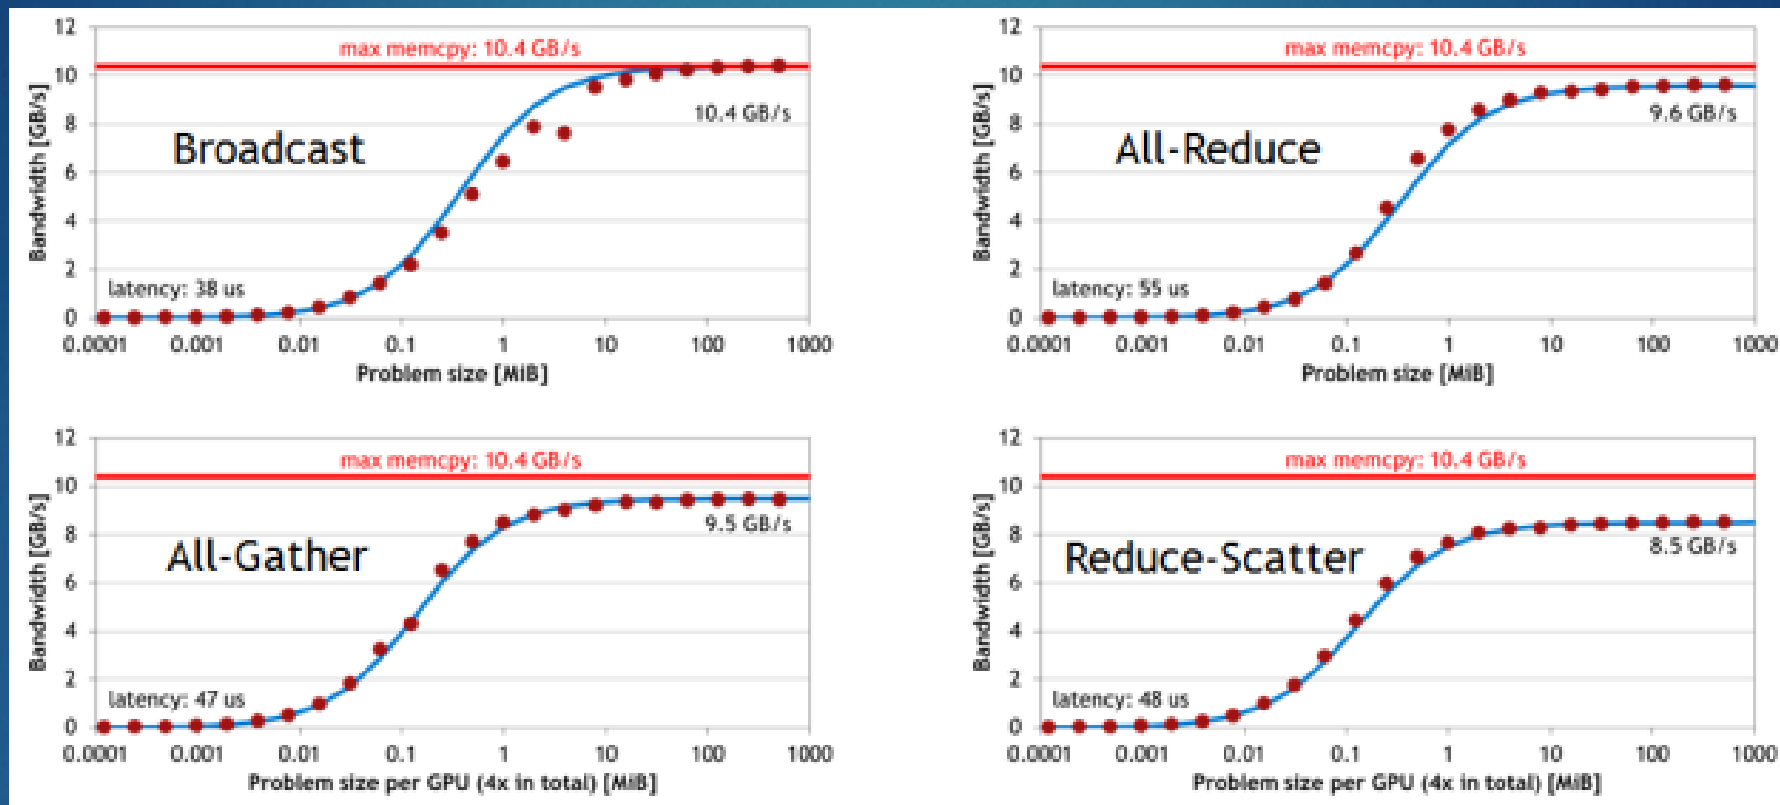 12
10
8
6
4
2
0
Bandwidth [GB/s]
max memcpy: 10.4 GB/s
10.4 GB/s
Broadcast
latency: 38 us
0.0001 0.001 0.01 0.1 1 10 100 1000
Problem size [MiB]
12
10
8
6
4
2
0
Bandwidth [GB/s]
max memcpy: 10.4 GB/s
9.6 GB/s
All-Reduce
latency: 55 us
0.0001 0.001 0.01 0.1 1 10 100 1000
Problem size [MiB]
12
10
8
6
4
2
0
Bandwidth [GB/s]
max memcpy: 10.4 GB/s
9.5 GB/s
All-Gather
latency: 47 us
0.0001 0.001 0.01 0.1 1 10 100 1000
Problem size per GPU (4x in total) [MiB]
12
10
8
6
4
2
0
Bandwidth [GB/s]
max memcpy: 10.4 GB/s
8.5 GB/s
Reduce-Scatter
latency: 48 us
0.0001 0.001 0.01 0.1 1 10 100 1000
Problem size per GPU (4x in total) [MiB]